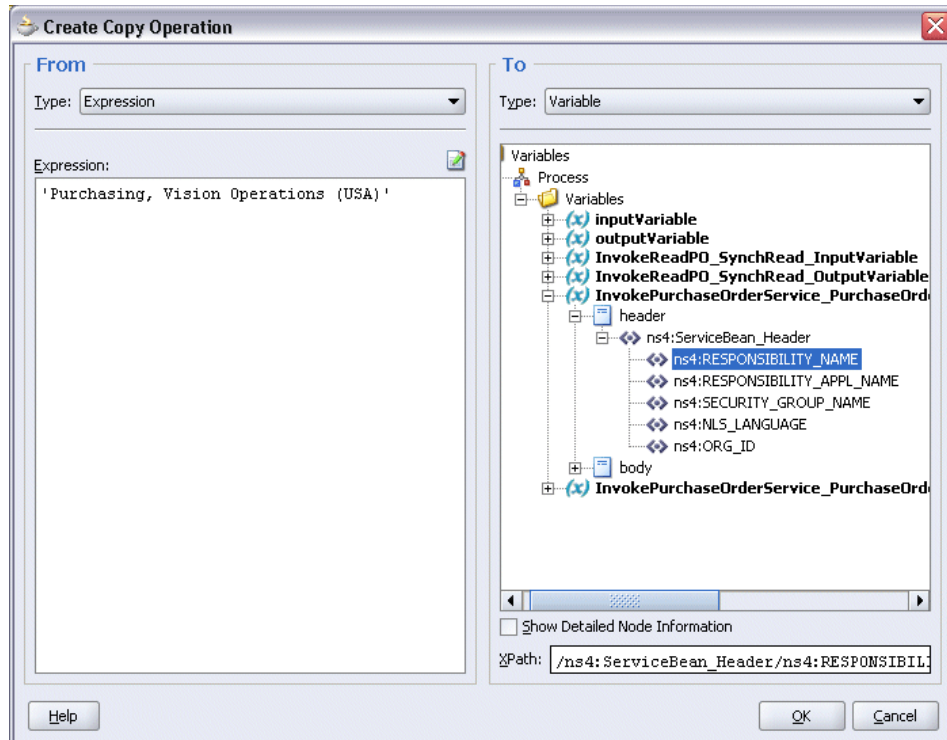 Create Copy Operation
From
Type: Expression
Expression:
'Purchasing, Vision Operations (USA)'
To
Type: Variable
Variables
Process
Variables
inputVariable
outputVariable
InvokeReadPO_SynchRead_InputVariable
InvokeReadPO_SynchRead_OutputVariable
InvokePurchaseOrderService_PurchaseOrd
header
ns4:ServiceBean_Header
ns4:RESPONSIBILITY_NAME
ns4:RESPONSIBILITY_APPL_NAME
ns4:SECURITY_GROUP_NAME
ns4:NLS_LANGUAGE
ns4:ORG_ID
body
InvokePurchaseOrderService_PurchaseOrd
Show Detailed Node Information
XPath: /ns4:ServiceBean_Header/ns4:RESPONSIBIL
Help
OK
Cancel